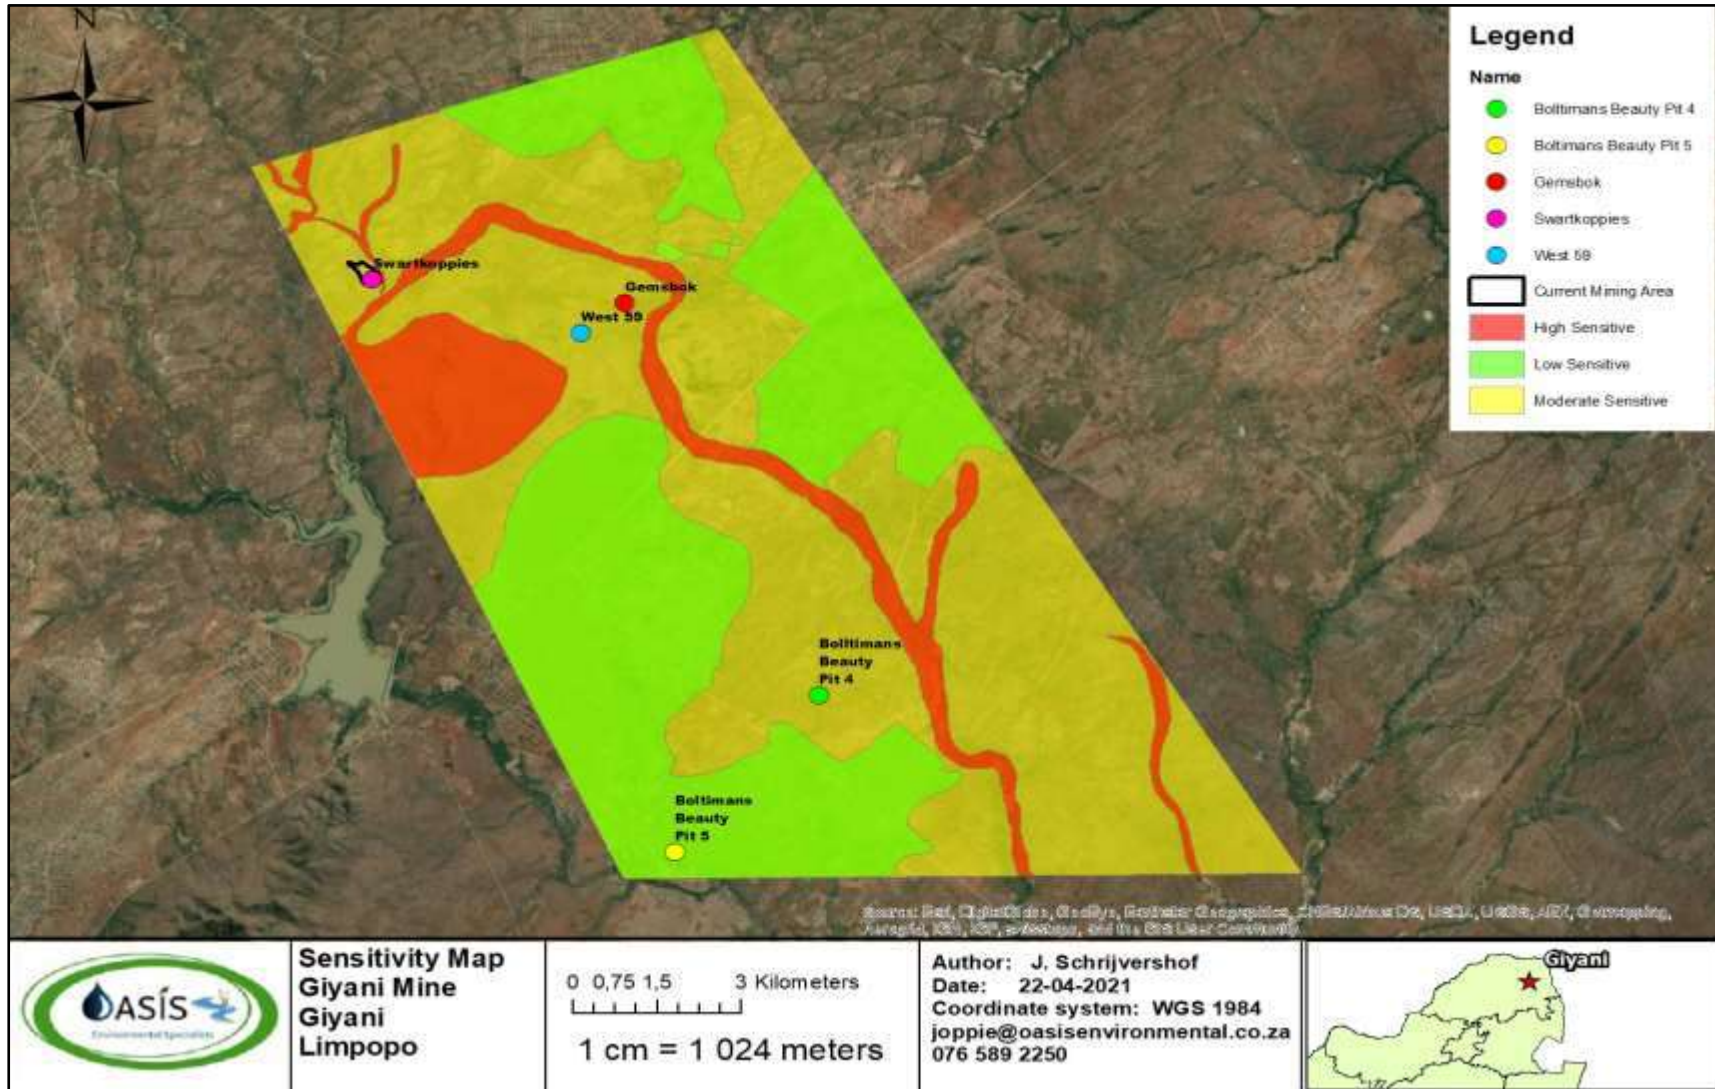 N
Legend
Name
Bolltimans Beauty Pit 4
Boltimans Beauty Pit 5
Gemsbok
Swartkoppies
West 59
Current Mining Area
High Sensitive
Low Sensitive
Moderate Sensitive
Swartkoppies
Gemsbok
West 59
Bolltimans
Beauty
Pit 4
Boltimans
Beauty
Pit 5
OASIS
Environmental Specialists
Sensitivity Map
Giyani Mine
Giyani
Limpopo
0 0,75 1,5 3 Kilometers
1 cm = 1 024 meters
Author: J. Schrijvershof
Date: 22-04-2021
Coordinate system: WGS 1984
joppie@oasisenvironmental.co.za
076 589 2250
Giyani